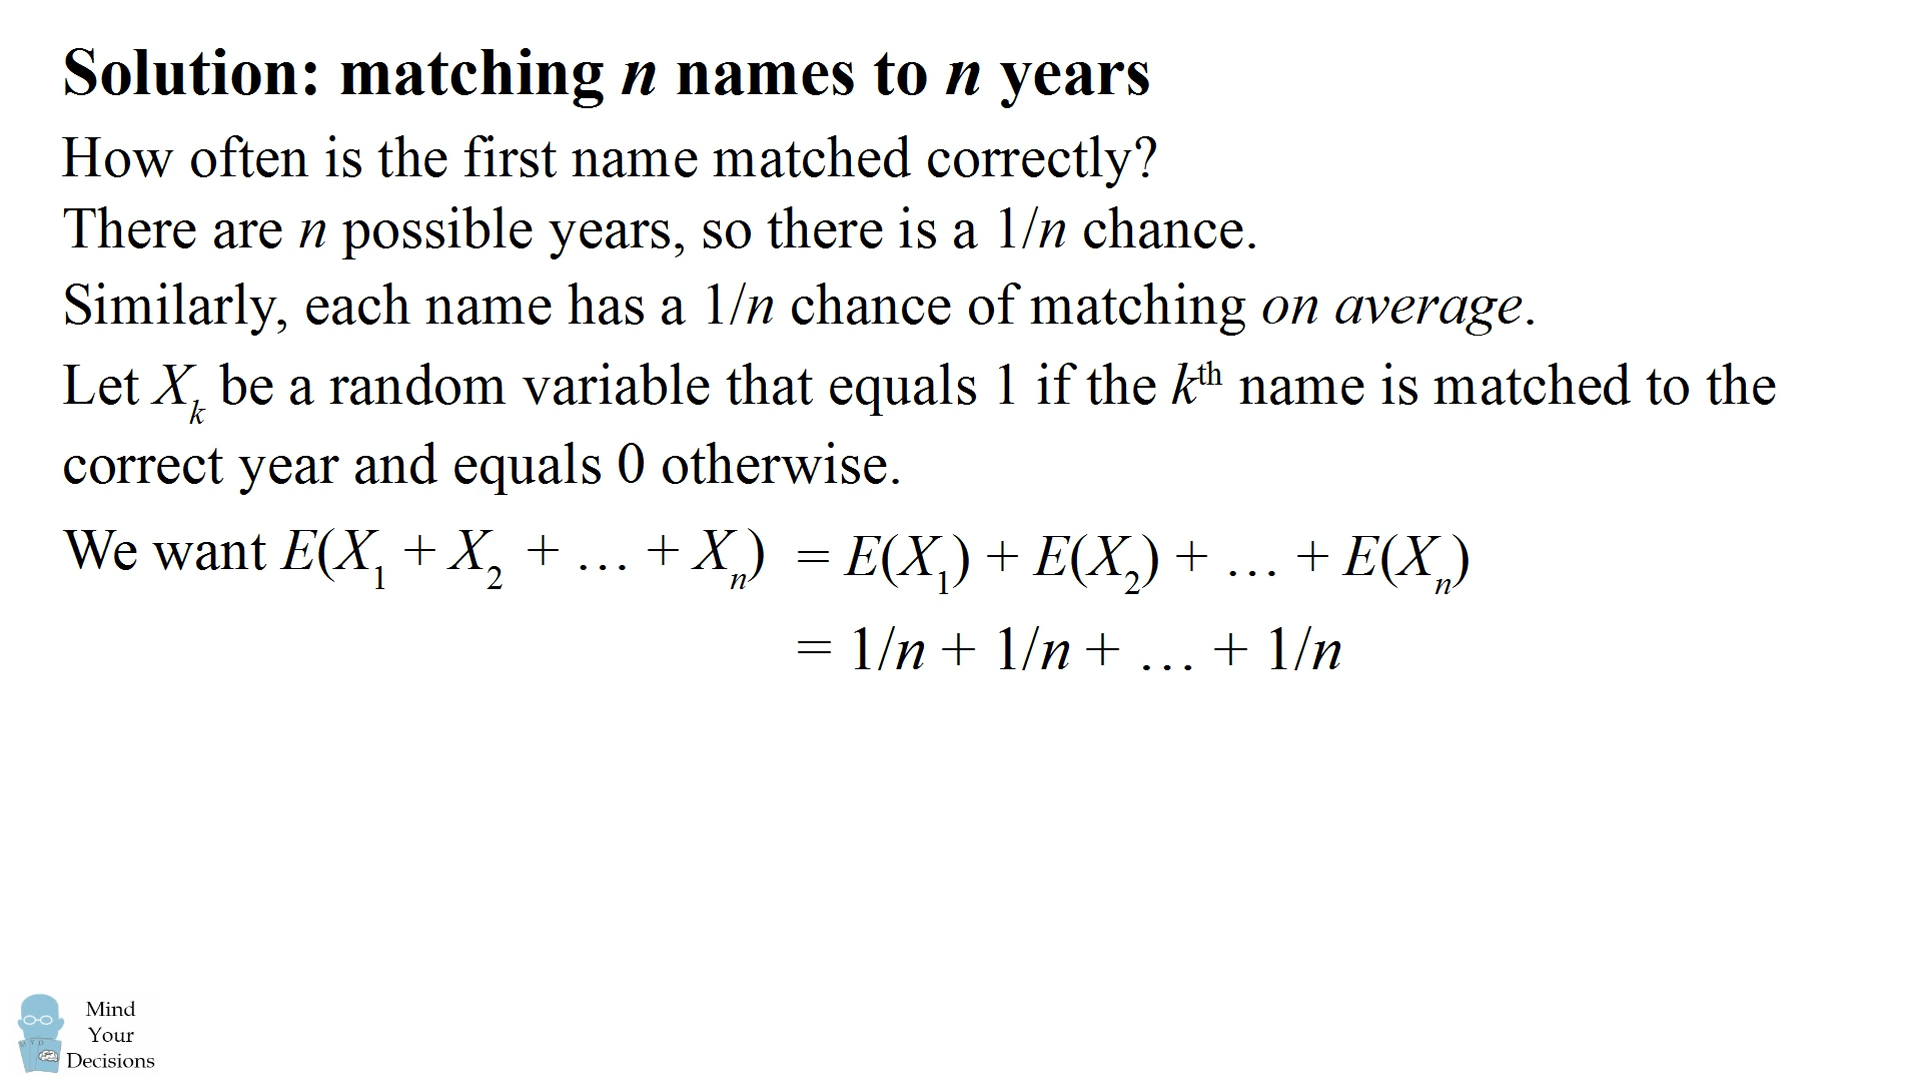 Solution: matching n names to n years
How often is the first name matched correctly?
There are n possible years, so there is a 1/n chance.
Similarly, each name has a 1/n chance of matching on average.
Let Xₖ be a random variable that equals 1 if the kᵗʰ name is matched to the
correct year and equals 0 otherwise.
We want E(X₁ + X₂ + … + Xₙ) = E(X₁) + E(X₂) + … + E(Xₙ)
= 1/n + 1/n + … + 1/n
Mind
Your
Decisions